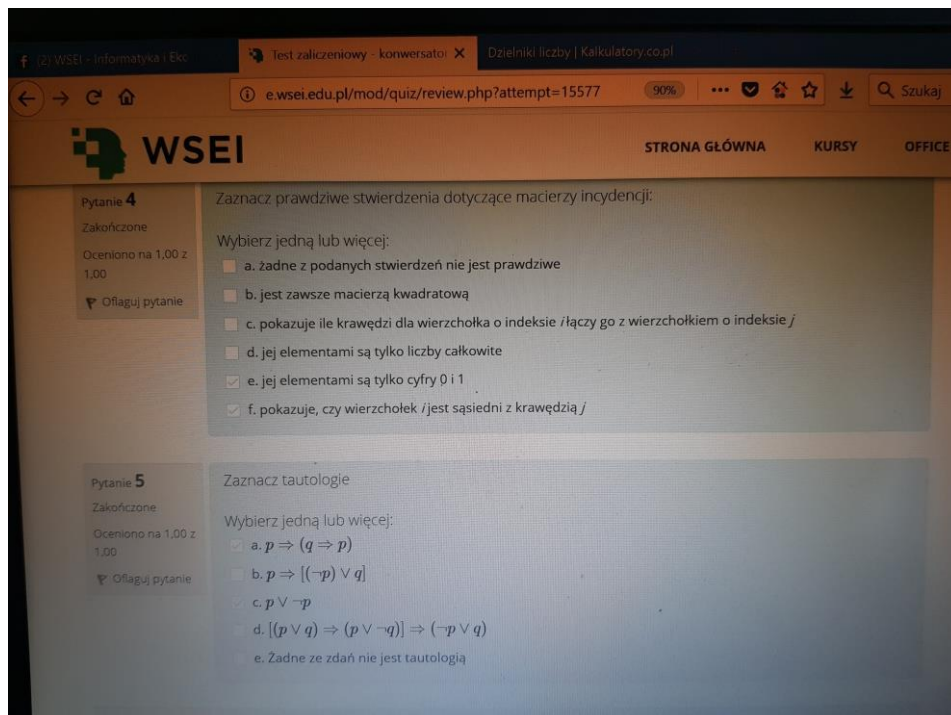 (2) WSEI - Informatyka i Eko
Test zaliczeniowy - konwersator
Dzielniki liczby | Kalkulatory.co.pl
e.wsei.edu.pl/mod/quiz/review.php?attempt=15577
90%
Szukaj
WSEI
STRONA GŁÓWNA
KURSY
OFFICE
Pytanie 4
Zakończone
Oceniono na 1,00 z
1,00
Oflaguj pytanie
Zaznacz prawdziwe stwierdzenia dotyczące macierzy incydencji:
Wybierz jedną lub więcej:
a. żadne z podanych stwierdzeń nie jest prawdziwe
b. jest zawsze macierzą kwadratową
c. pokazuje ile krawędzi dla wierzchołka o indeksie i łączy go z wierzchołkiem o indeksie j
d. jej elementami są tylko liczby całkowite
e. jej elementami są tylko cyfry 0 i 1
f. pokazuje, czy wierzchołek i jest sąsiedni z krawędzią j
Pytanie 5
Zakończone
Oceniono na 1,00 z
1,00
Oflaguj pytanie
Zaznacz tautologie
Wybierz jedną lub więcej:
a. p ⇒ (q ⇒ p)
b. p ⇒ [(¬p) ∨ q]
c. p ∨ ¬p
d. [(p ∨ q) ⇒ (p ∨ ¬q)] ⇒ (¬p ∨ q)
e. Żadne ze zdań nie jest tautologią